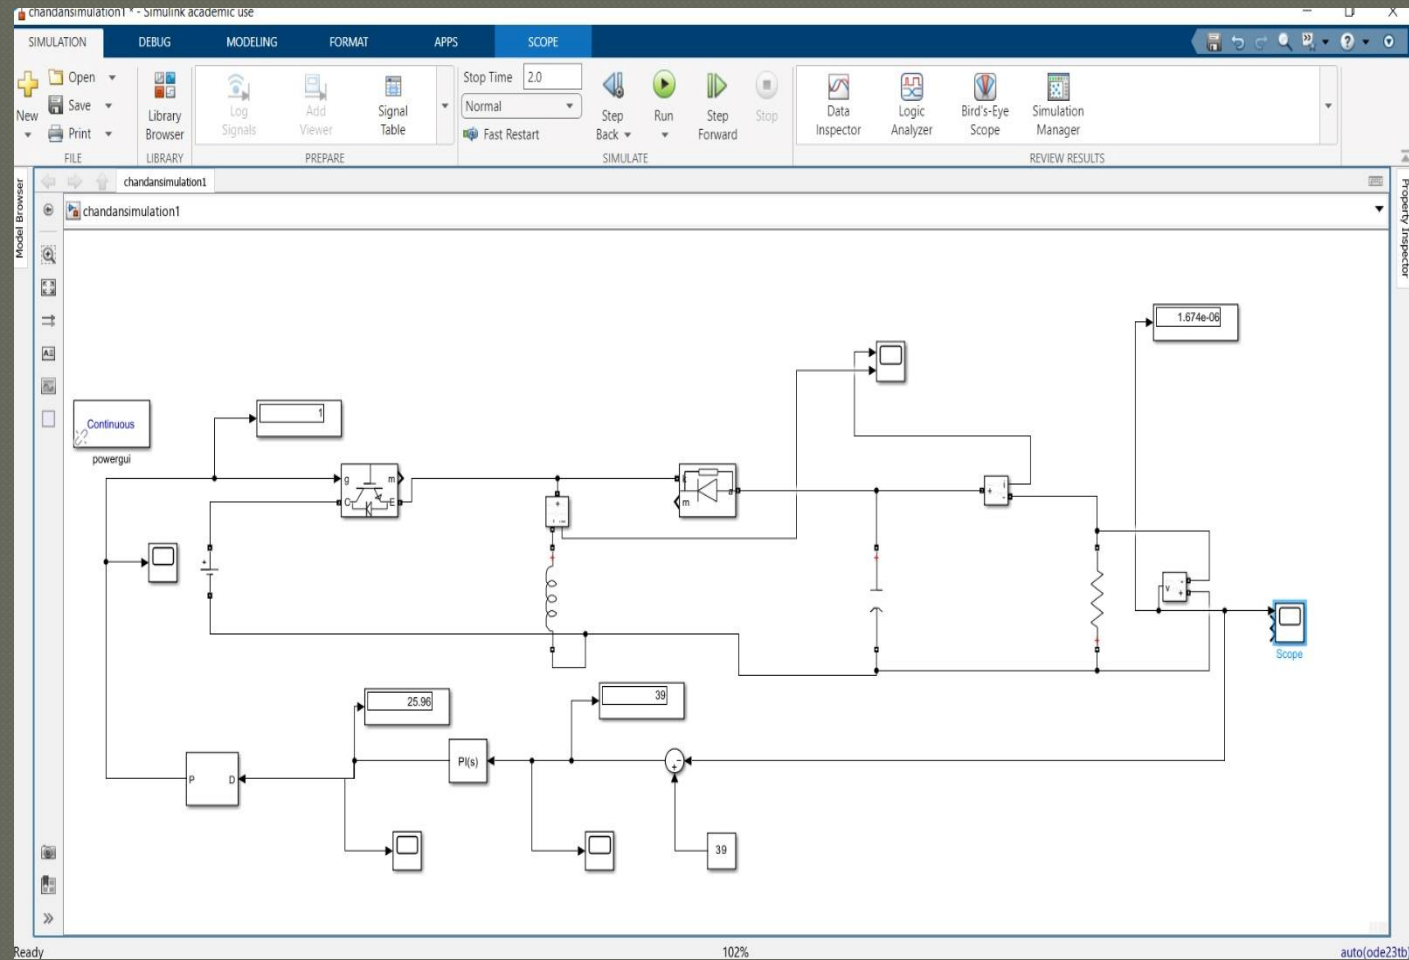 chandansimulation1 * - Simulink academic use
SIMULATION DEBUG MODELING FORMAT APPS SCOPE
New
Open
Save
Print
FILE
Library Browser
LIBRARY
Log Signals
Add Viewer
Signal Table
PREPARE
Stop Time 2.0
Normal
Fast Restart
Step Back
Run
Step Forward
Stop
SIMULATE
Data Inspector
Logic Analyzer
Bird's-Eye Scope
Simulation Manager
REVIEW RESULTS
Model Browser
Property Inspector
chandansimulation1
chandansimulation1
1.674e-06
Continuous
powergui
1
g m
C E
k
m a
+ i
-
+
v - +
Scope
25.96
39
P D
PI(s)
- +
39
Ready
102%
auto(ode23tb)